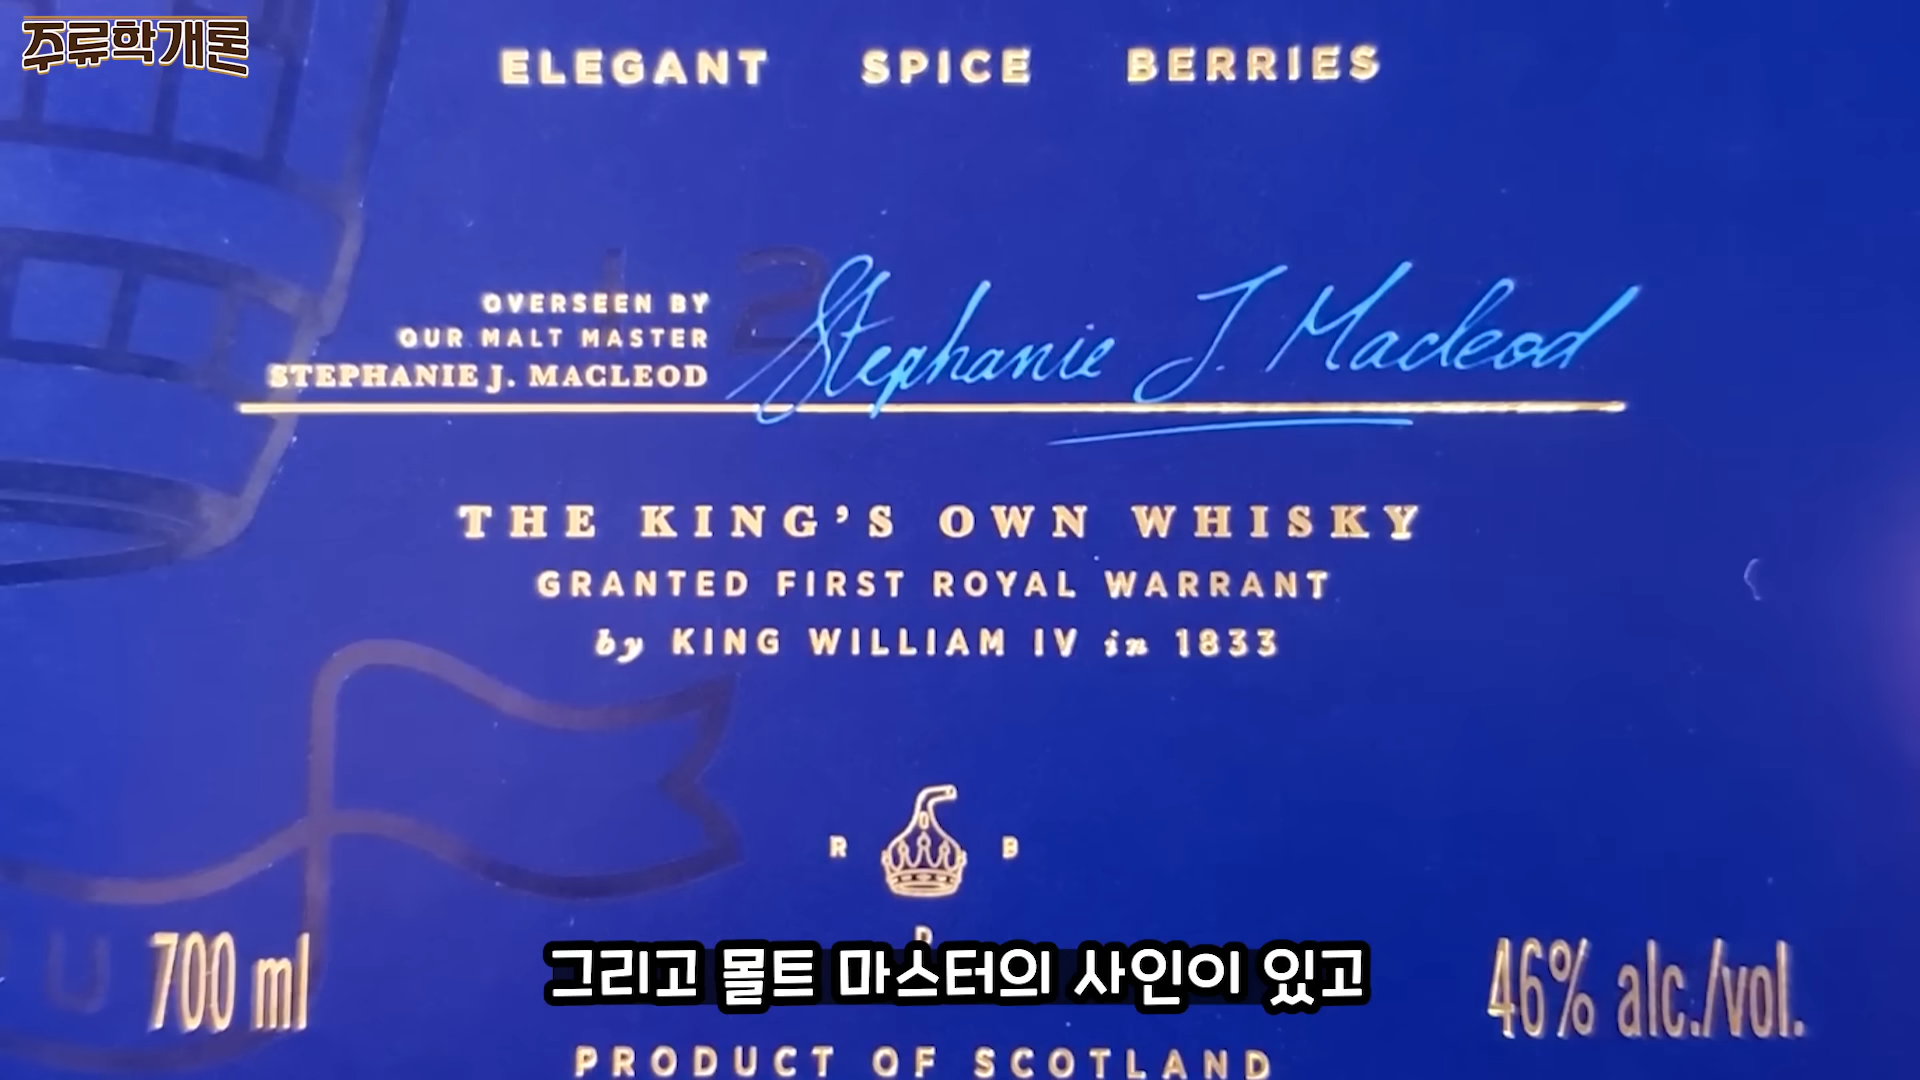 주류학개론
ELEGANT SPICE BERRIES
12
OVERSEEN BY
OUR MALT MASTER
STEPHANIE J. MACLEOD
Stephanie J. Macleod
THE KING'S OWN WHISKY
GRANTED FIRST ROYAL WARRANT
by KING WILLIAM IV in 1833
R B
700 ml
그리고 몰트 마스터의 사인이 있고
46% alc./vol.
PRODUCT OF SCOTLAND